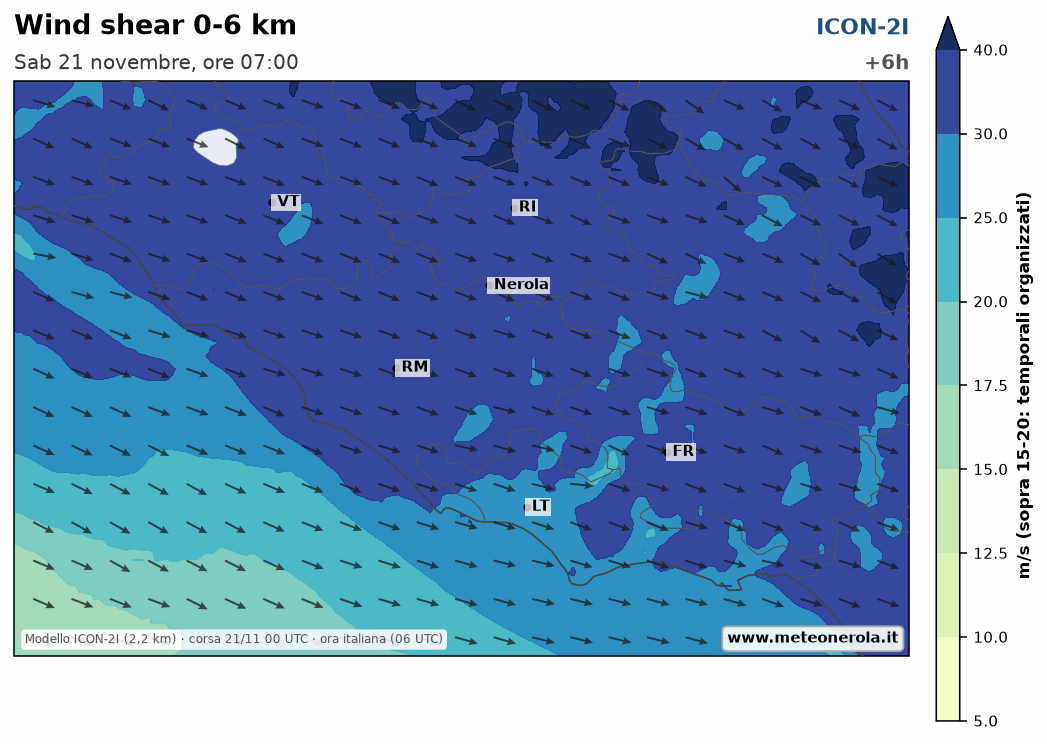 Wind shear 0-6 km
ICON-2I
Sab 21 novembre, ore 07:00
+6h
VT
RI
Nerola
RM
FR
LT
Modello ICON-2I (2,2 km) · corsa 21/11 00 UTC · ora italiana (06 UTC)
www.meteonerola.it
40.0
30.0
25.0
20.0
17.5
15.0
12.5
10.0
5.0
m/s (sopra 15-20: temporali organizzati)